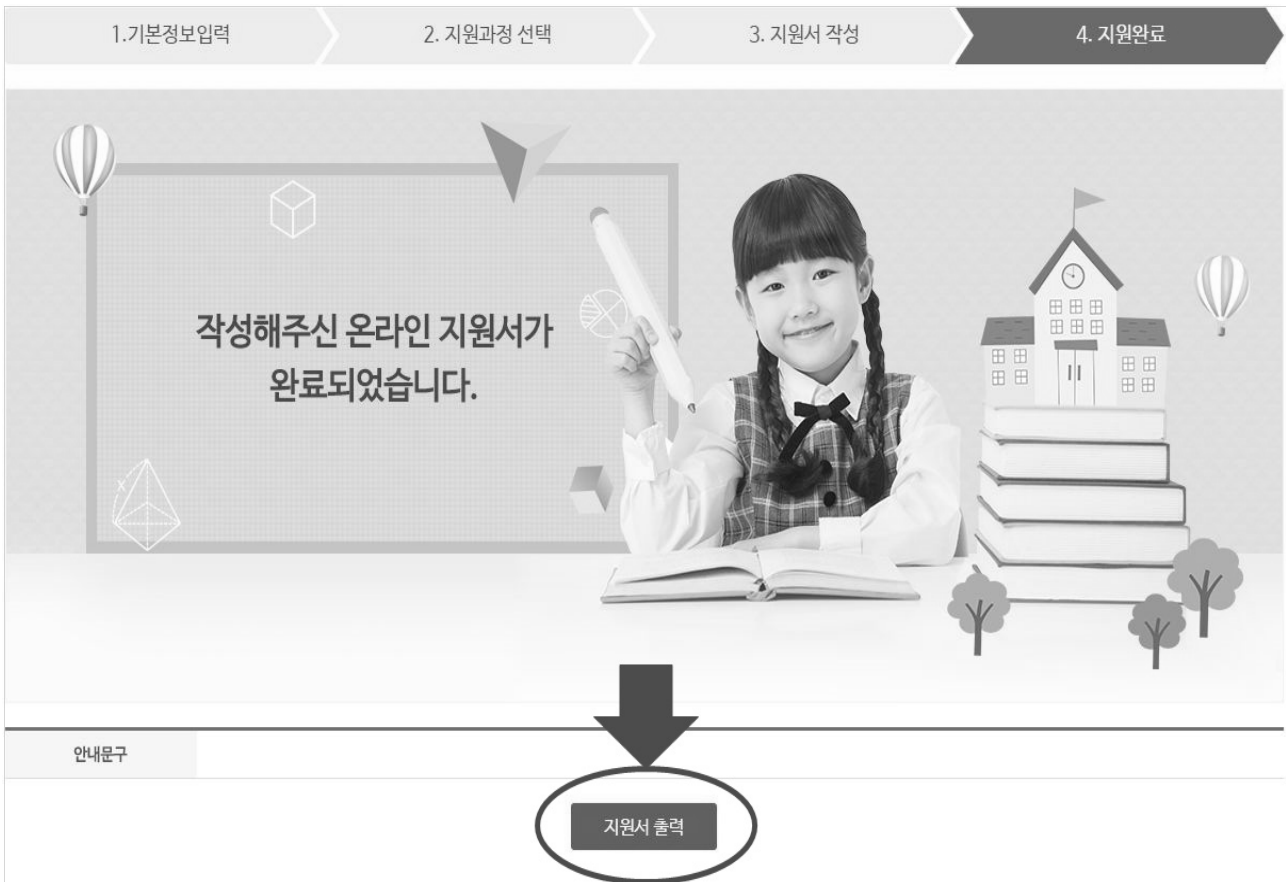 1.기본정보입력
2. 지원과정 선택
3. 지원서 작성
4. 지원완료
작성해주신 온라인 지원서가
완료되었습니다.
안내문구
지원서 출력